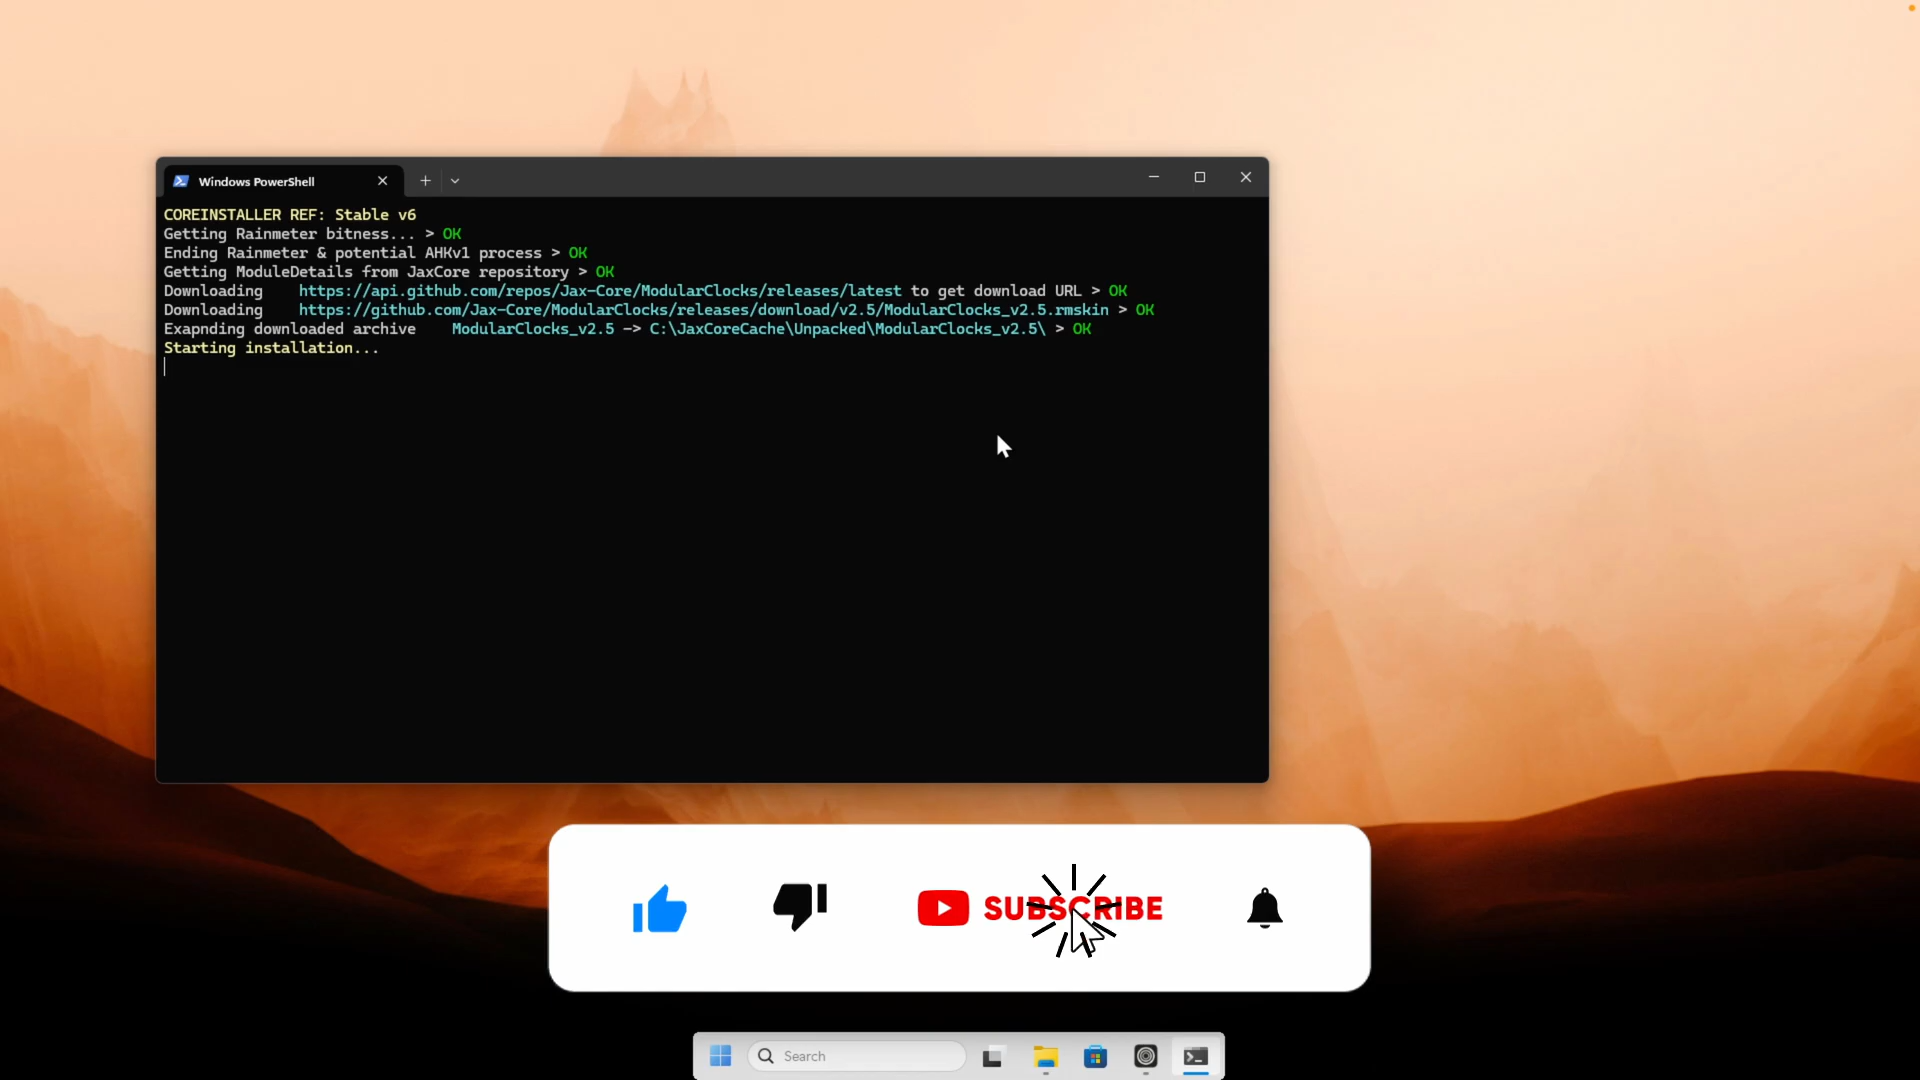 Windows PowerShell
COREINSTALLER REF: Stable v6
Getting Rainmeter bitness... > OK
Ending Rainmeter & potential AHKv1 process > OK
Getting ModuleDetails from JaxCore repository > OK
Downloading    https://api.github.com/repos/Jax-Core/ModularClocks/releases/latest to get download URL > OK
Downloading    https://github.com/Jax-Core/ModularClocks/releases/download/v2.5/ModularClocks_v2.5.rmskin > OK
Exapnding downloaded archive    ModularClocks_v2.5 -> C:\JaxCoreCache\Unpacked\ModularClocks_v2.5\ > OK
Starting installation...
SUBSCRIBE
Search